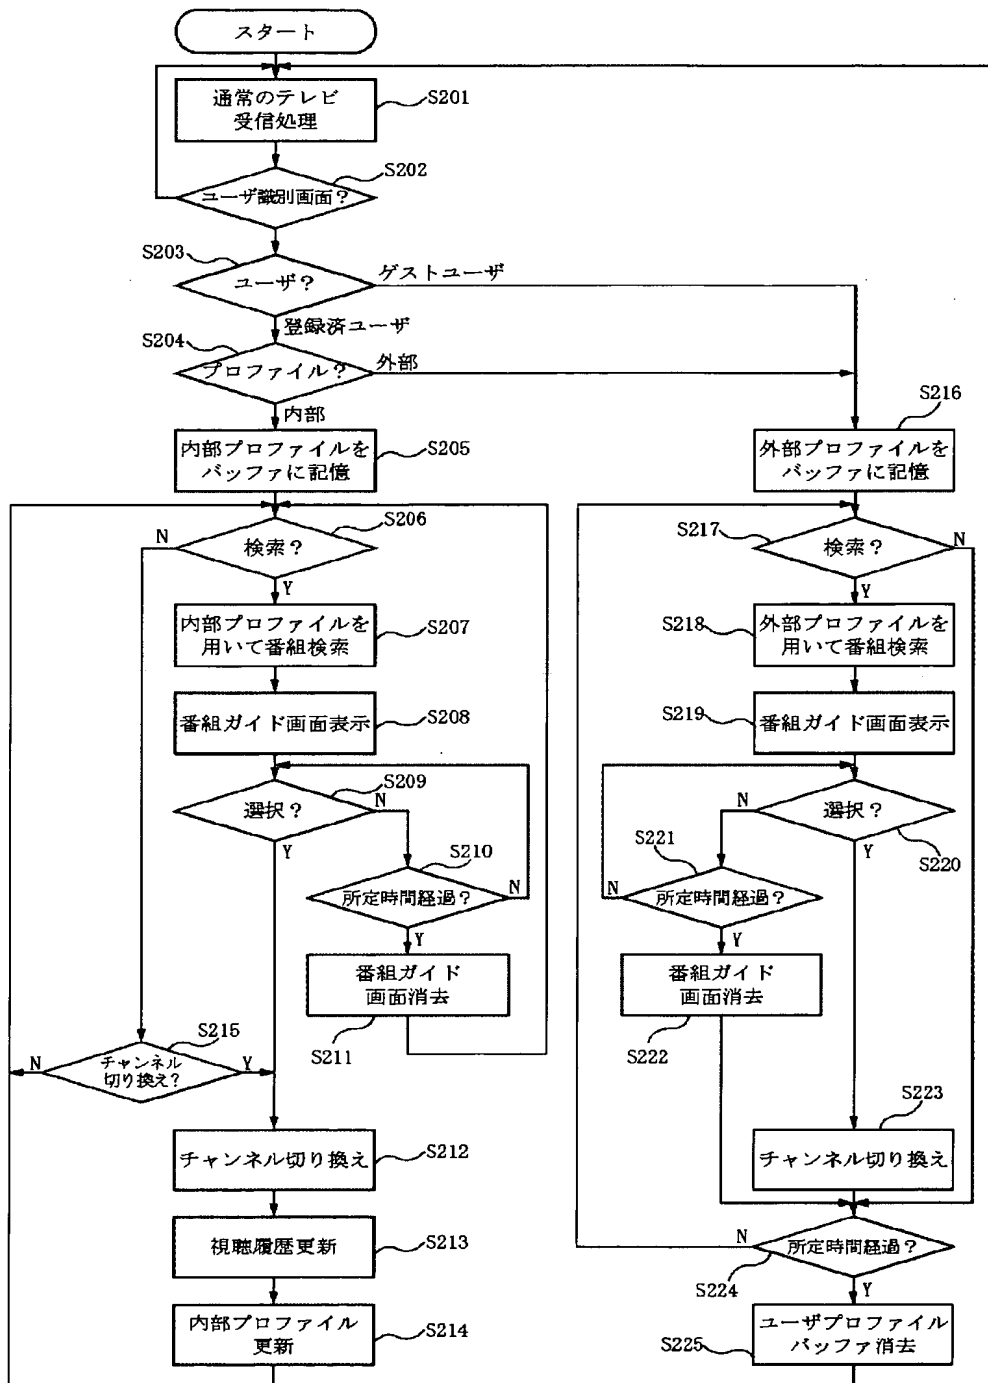 スタート
通常のテレビ
受信処理
S201
ユーザ識別画面？
S202
S203
ユーザ？
ゲストユーザ
登録済ユーザ
S204
プロファイル？
外部
内部
内部プロファイルを
バッファに記憶
S205
S206
検索？
N
Y
内部プロファイルを
用いて番組検索
S207
番組ガイド画面表示
S208
S209
選択？
N
Y
S210
所定時間経過？
N
Y
番組ガイド
画面消去
S211
S215
チャンネル
切り換え？
N
Y
チャンネル切り換え
S212
視聴履歴更新
S213
内部プロファイル
更新
S214
S216
外部プロファイルを
バッファに記憶
S217
検索？
N
Y
S218
外部プロファイルを
用いて番組検索
S219
番組ガイド画面表示
選択？
N
Y
S220
S221
所定時間経過？
N
Y
番組ガイド
画面消去
S222
S223
チャンネル切り換え
N
所定時間経過？
S224
Y
ユーザプロファイル
バッファ消去
S225